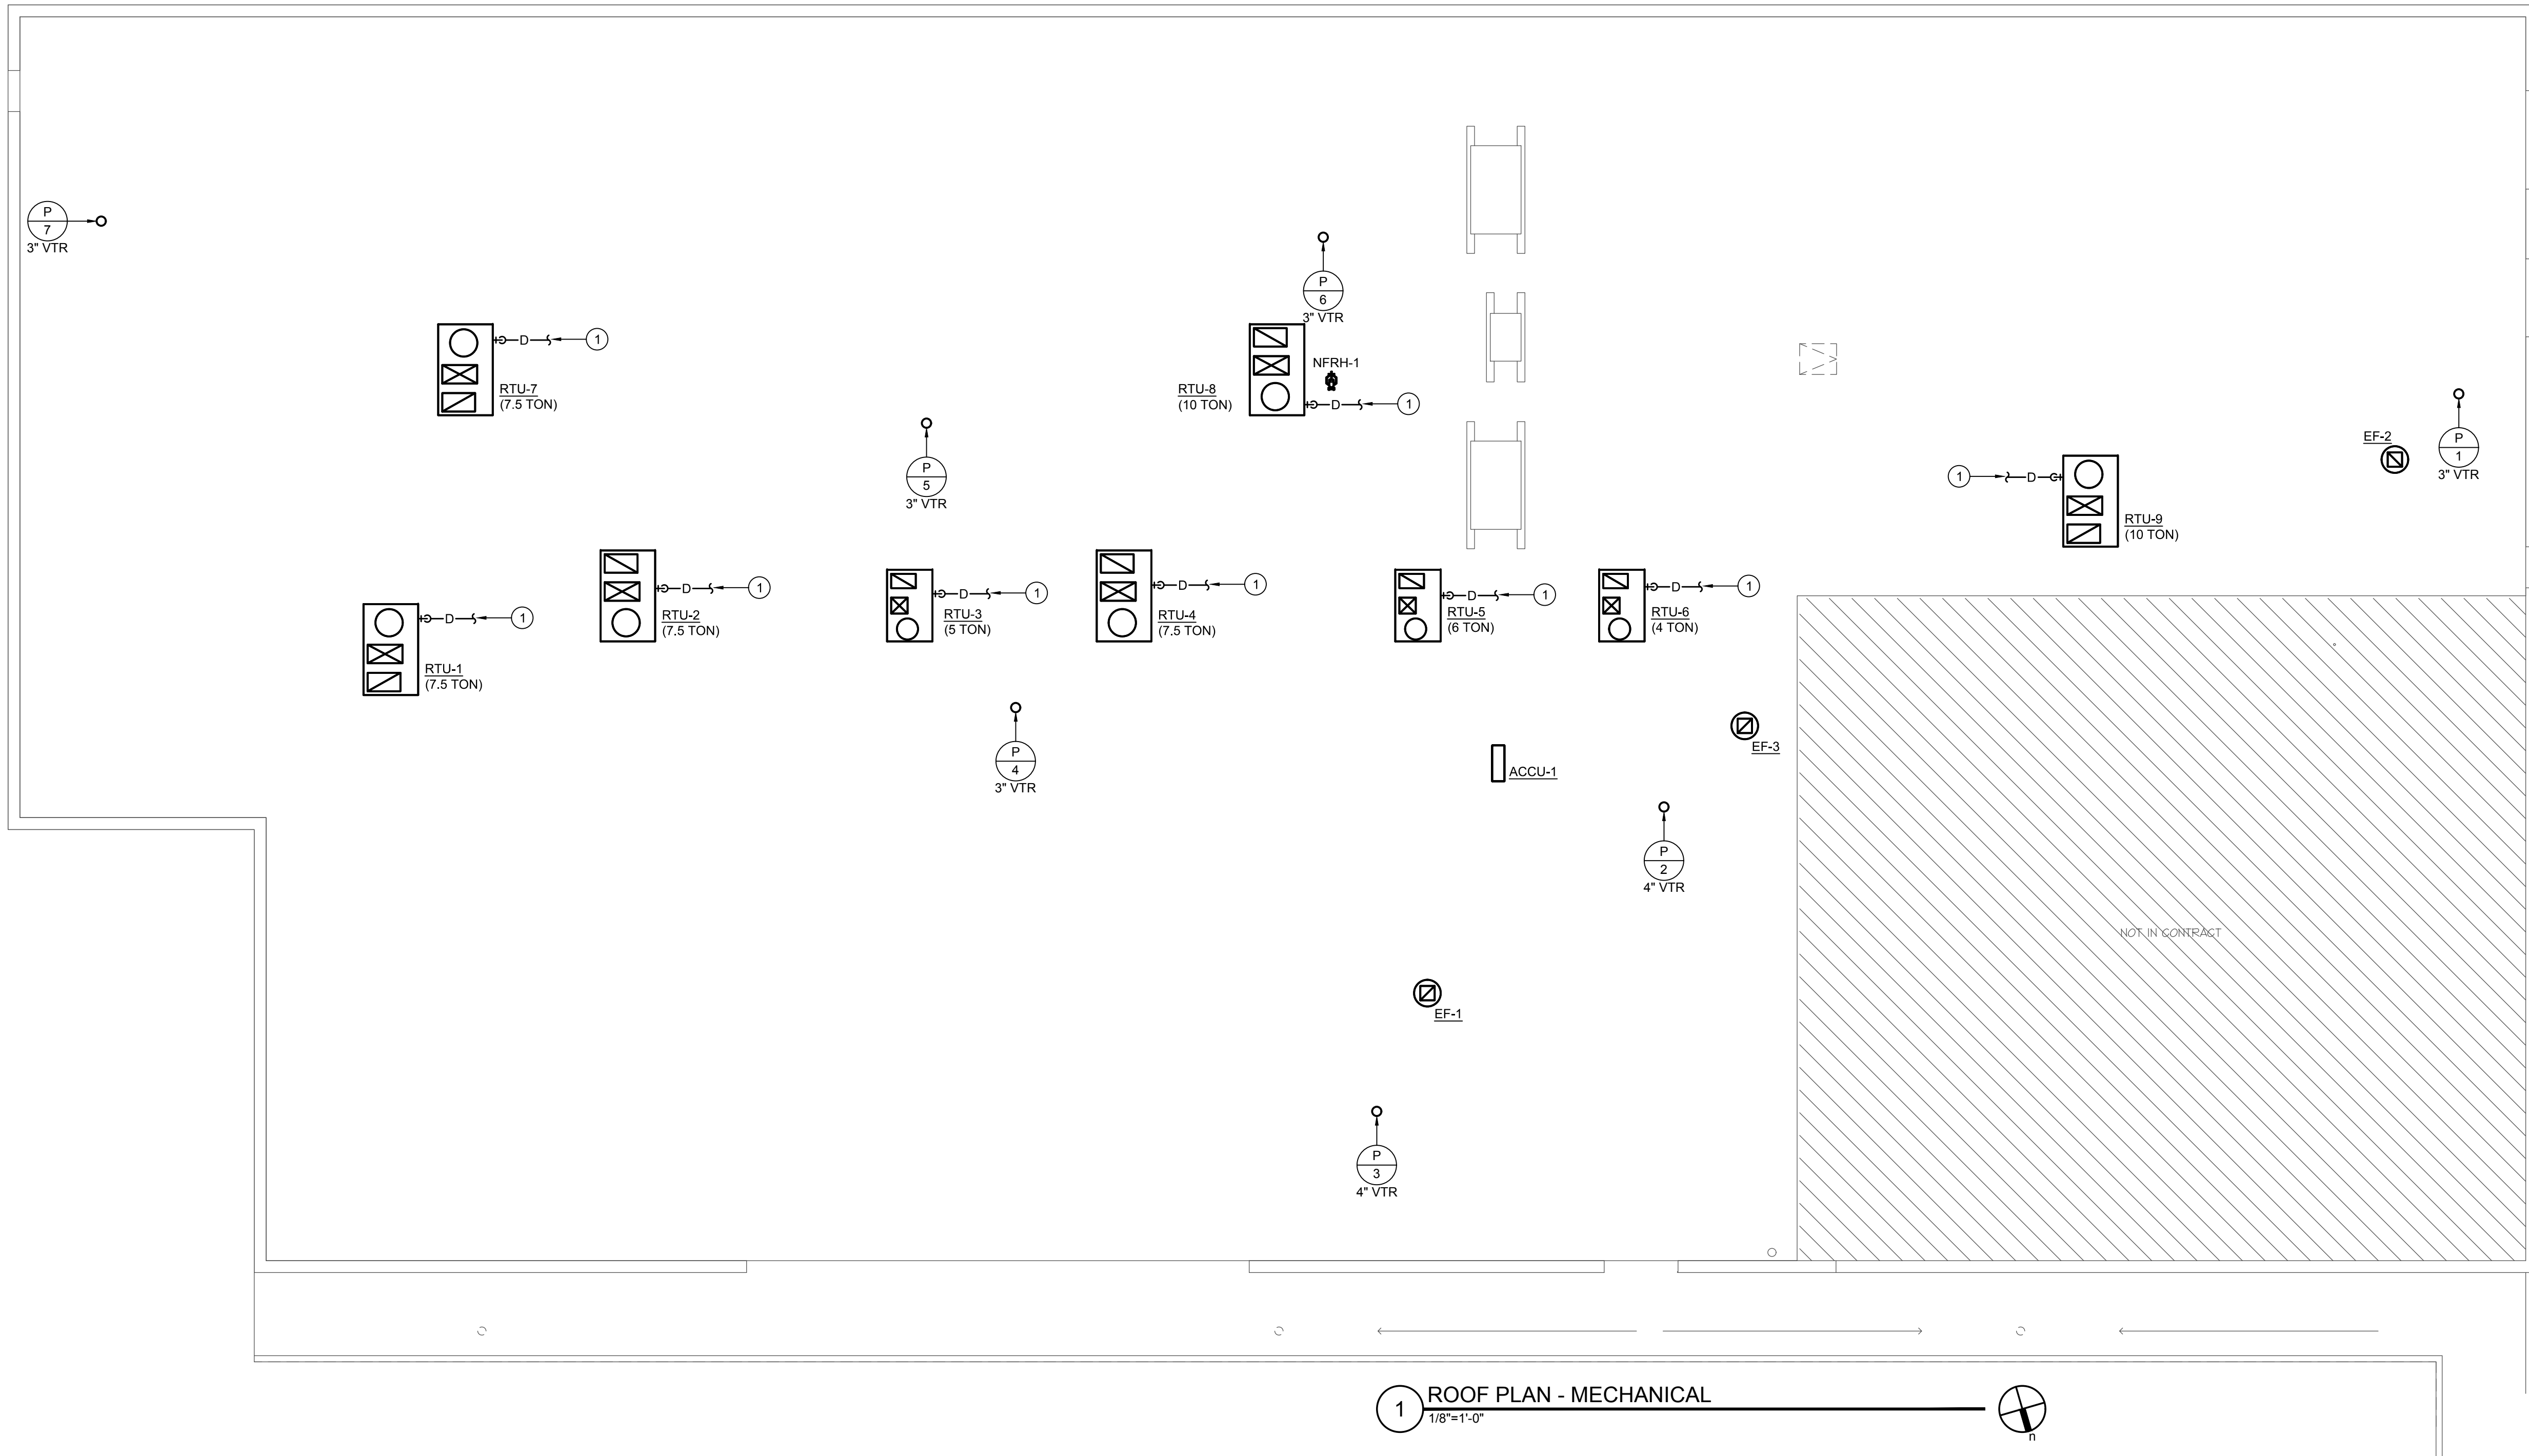 P
7
3" VTR
P
6
3" VTR
RTU-7
(7.5 TON)
D
1
RTU-8
(10 TON)
NFRH-1
D
1
P
5
3" VTR
EF-2
P
1
3" VTR
1
D
RTU-9
(10 TON)
RTU-1
(7.5 TON)
D
1
RTU-2
(7.5 TON)
D
1
RTU-3
(5 TON)
D
1
RTU-4
(7.5 TON)
D
1
RTU-5
(6 TON)
D
1
RTU-6
(4 TON)
D
1
P
4
3" VTR
ACCU-1
EF-3
P
2
4" VTR
NOT IN CONTRACT
EF-1
P
3
4" VTR
1
ROOF PLAN - MECHANICAL
1/8"=1'-0"
n